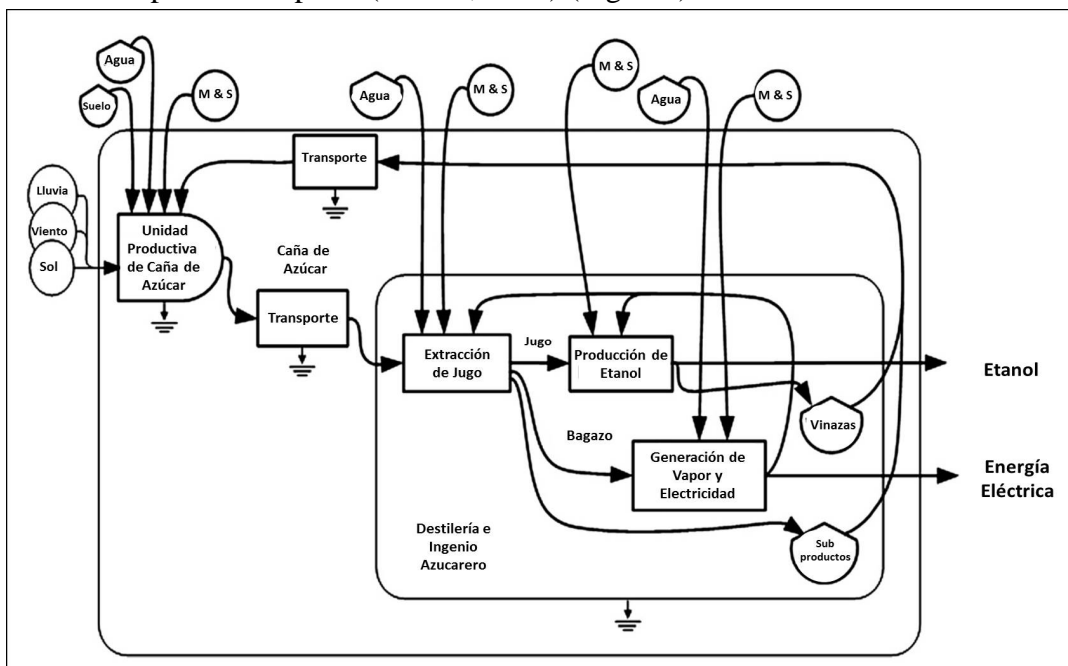 Agua
Suelo
M & S
Agua
M & S
M & S
Agua
M & S
Transporte
Lluvia
Viento
Sol
Unidad
Productiva
de Caña de
Azúcar
Caña de
Azúcar
Transporte
Extracción
de Jugo
Jugo
Producción de
Etanol
Etanol
Vinazas
Bagazo
Generación de
Vapor y
Electricidad
Energía
Eléctrica
Destilería e
Ingenio
Azucarero
Sub
productos